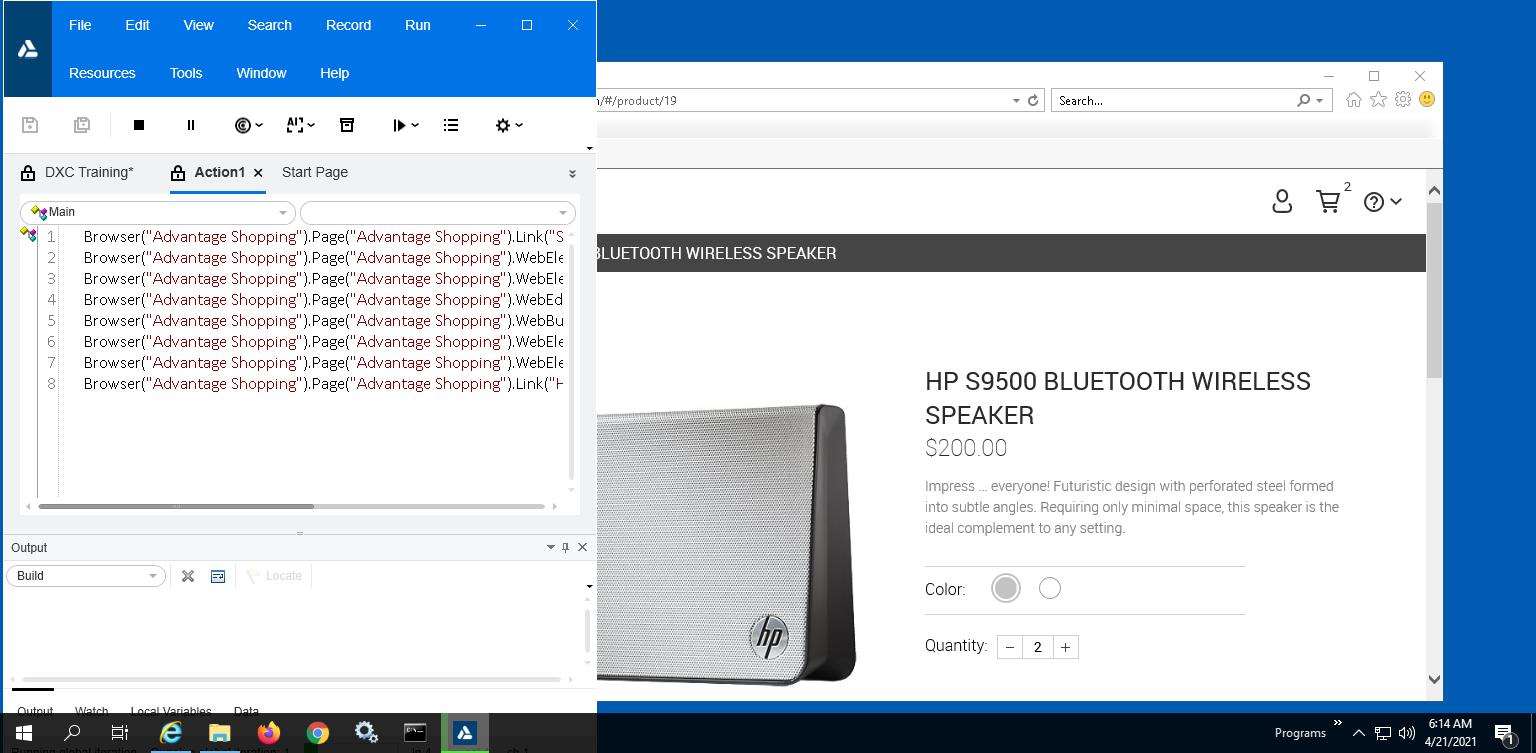 File Edit View Search Record Run
Resources Tools Window Help
DXC Training* Action1 Start Page
Main
1 Browser("Advantage Shopping").Page("Advantage Shopping").Link("S
2 Browser("Advantage Shopping").Page("Advantage Shopping").WebEle
3 Browser("Advantage Shopping").Page("Advantage Shopping").WebEle
4 Browser("Advantage Shopping").Page("Advantage Shopping").WebEd
5 Browser("Advantage Shopping").Page("Advantage Shopping").WebBu
6 Browser("Advantage Shopping").Page("Advantage Shopping").WebEle
7 Browser("Advantage Shopping").Page("Advantage Shopping").WebEle
8 Browser("Advantage Shopping").Page("Advantage Shopping").Link("H
Output
Build
Locate
Output Watch Local Variables Data
/#/product/19
Search...
2
BLUETOOTH WIRELESS SPEAKER
HP S9500 BLUETOOTH WIRELESS
SPEAKER
$200.00
Impress ... everyone! Futuristic design with perforated steel formed
into subtle angles. Requiring only minimal space, this speaker is the
ideal complement to any setting.
Color:
Quantity: − 2 +
hp
Programs
6:14 AM
4/21/2021
1